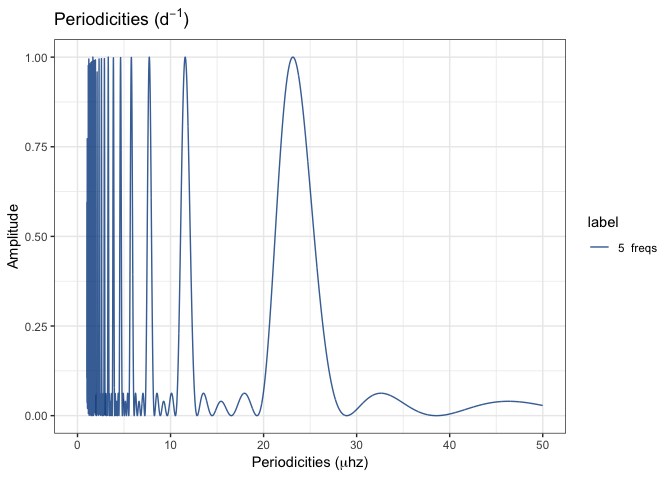 Periodicities (d⁻¹)
1.00
0.75
0.50
0.25
0.00
Amplitude
0 10 20 30 40 50
Periodicities (μhz)
label
5 freqs